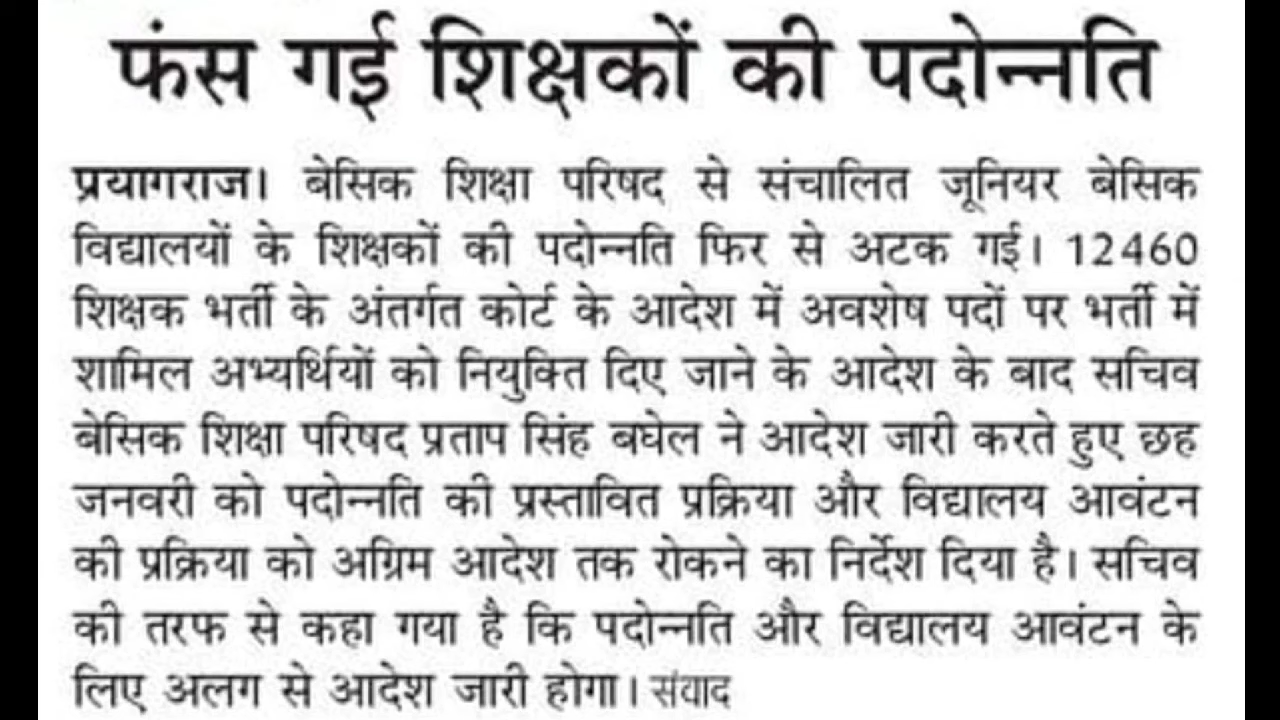 फंस गई शिक्षकों की पदोन्नति
प्रयागराज। बेसिक शिक्षा परिषद से संचालित जूनियर बेसिक
विद्यालयों के शिक्षकों की पदोन्नति फिर से अटक गई। 12460
शिक्षक भर्ती के अंतर्गत कोर्ट के आदेश में अवशेष पदों पर भर्ती में
शामिल अभ्यर्थियों को नियुक्ति दिए जाने के आदेश के बाद सचिव
बेसिक शिक्षा परिषद प्रताप सिंह बघेल ने आदेश जारी करते हुए छह
जनवरी को पदोन्नति की प्रस्तावित प्रक्रिया और विद्यालय आवंटन
की प्रक्रिया को अग्रिम आदेश तक रोकने का निर्देश दिया है। सचिव
की तरफ से कहा गया है कि पदोन्नति और विद्यालय आवंटन के
लिए अलग से आदेश जारी होगा। संवाद